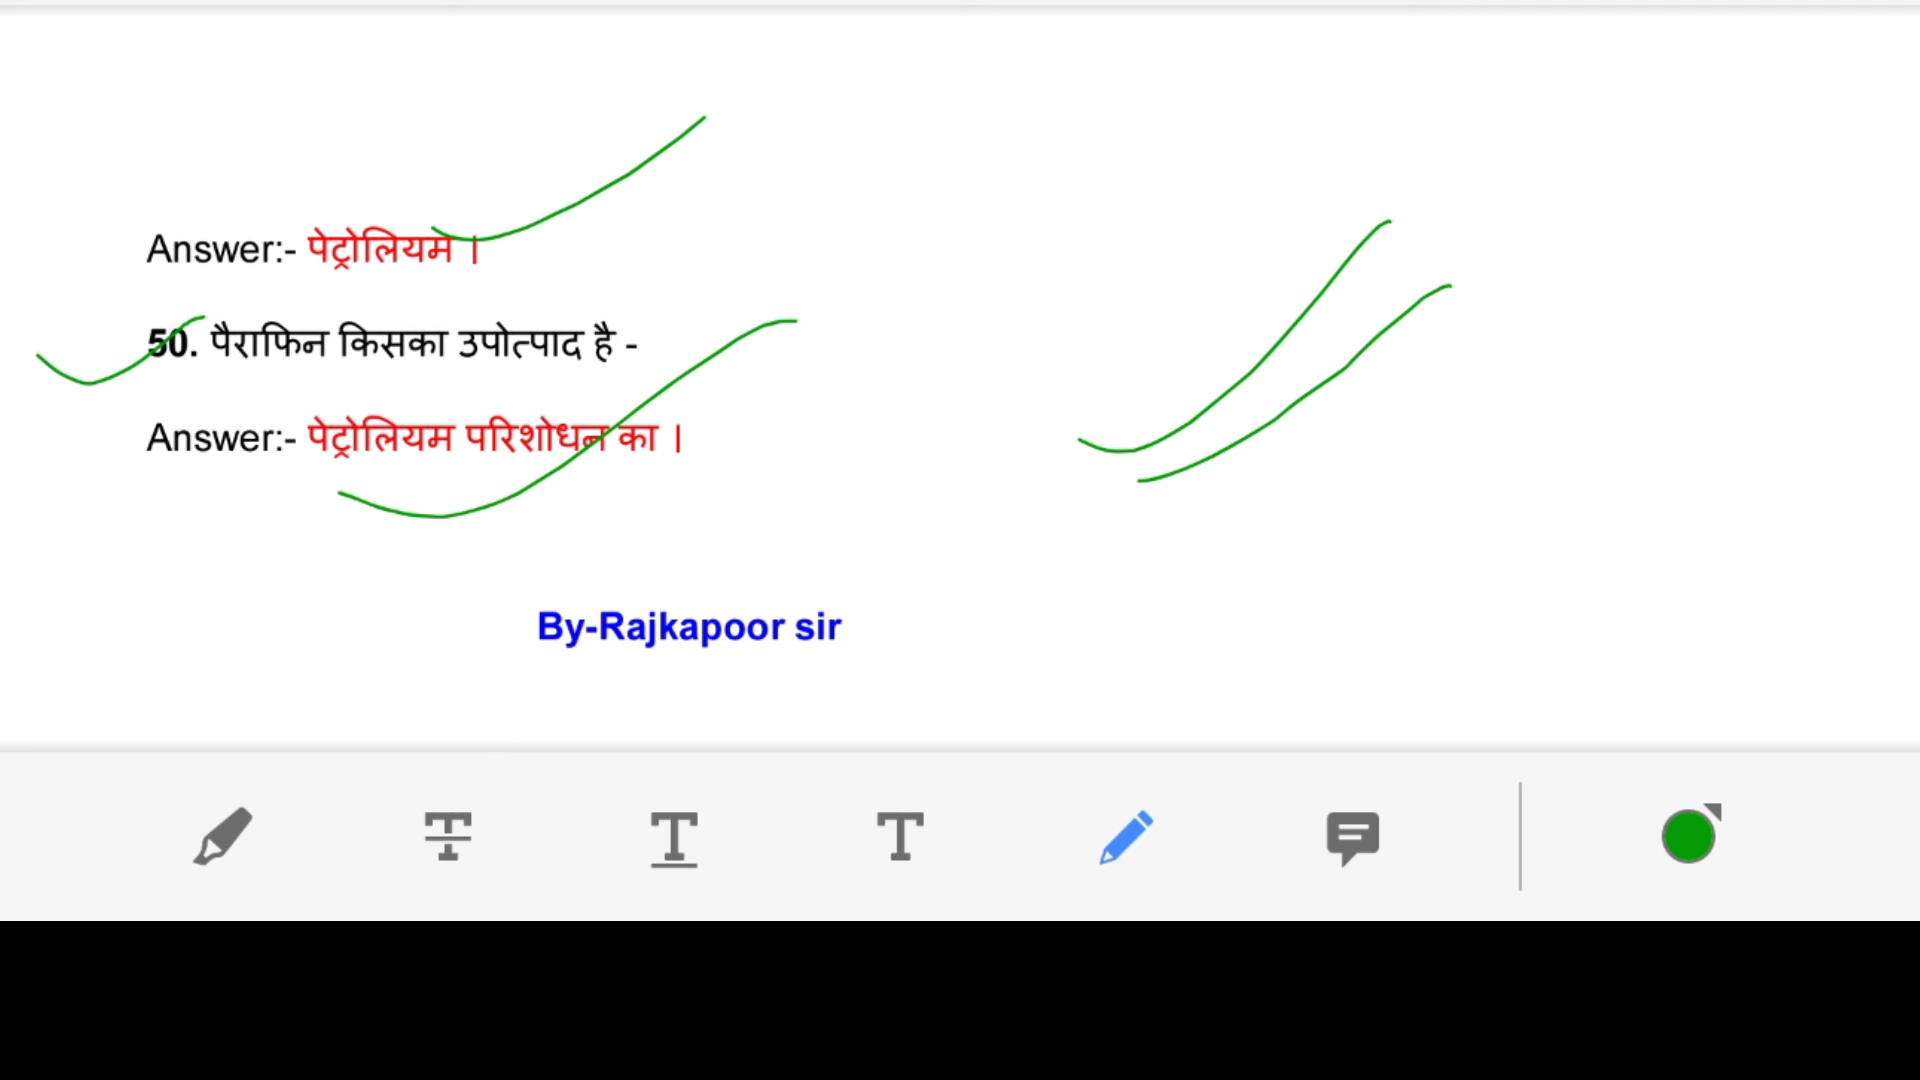 Answer:- पेट्रोलियम ।
50. पैराफिन किसका उपोत्पाद है -
Answer:- पेट्रोलियम परिशोधन का ।
By-Rajkapoor sir